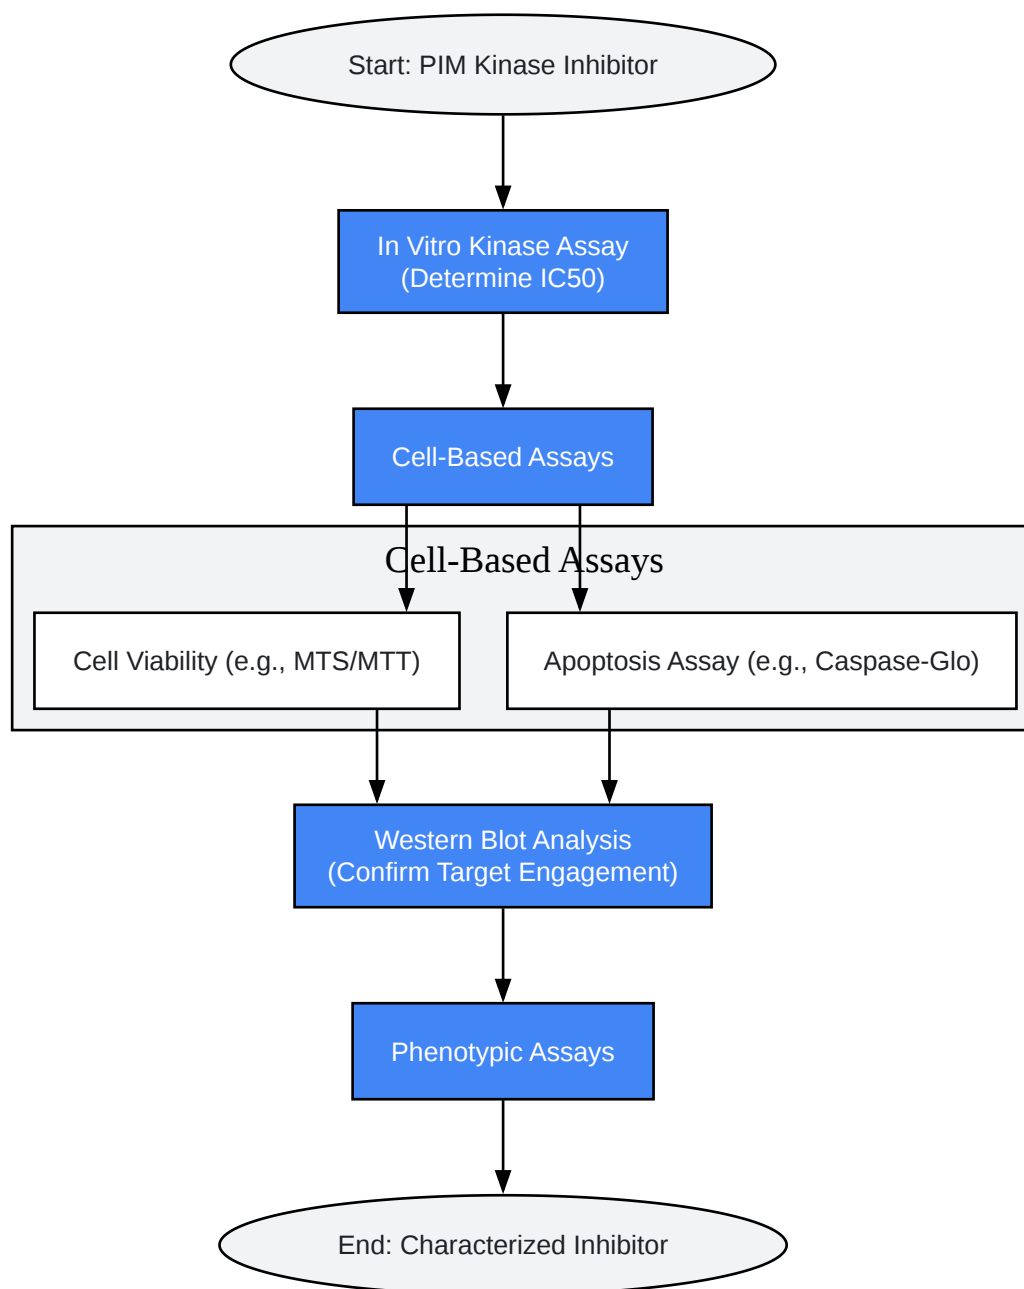 Start: PIM Kinase Inhibitor
In Vitro Kinase Assay
(Determine IC50)
Cell-Based Assays
Cell-Based Assays
Cell Viability (e.g., MTS/MTT)
Apoptosis Assay (e.g., Caspase-Glo)
Western Blot Analysis
(Confirm Target Engagement)
Phenotypic Assays
End: Characterized Inhibitor